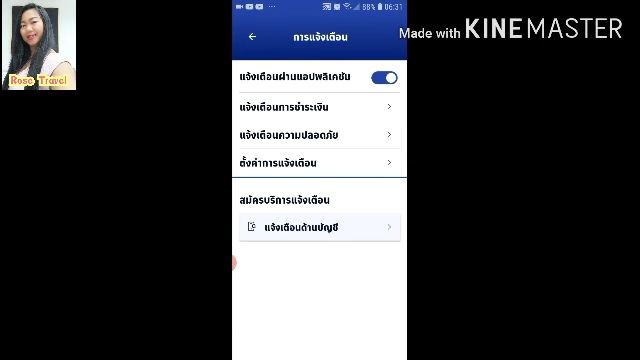 88% 06:31
การแจ้งเตือน
Made with KINEMASTER
แจ้งเตือนผ่านแอปพลิเคชัน
แจ้งเตือนการชำระเงิน
แจ้งเตือนความปลอดภัย
ตั้งค่าการแจ้งเตือน
สมัครบริการแจ้งเตือน
แจ้งเตือนด้านบัญชี
Rose Travel